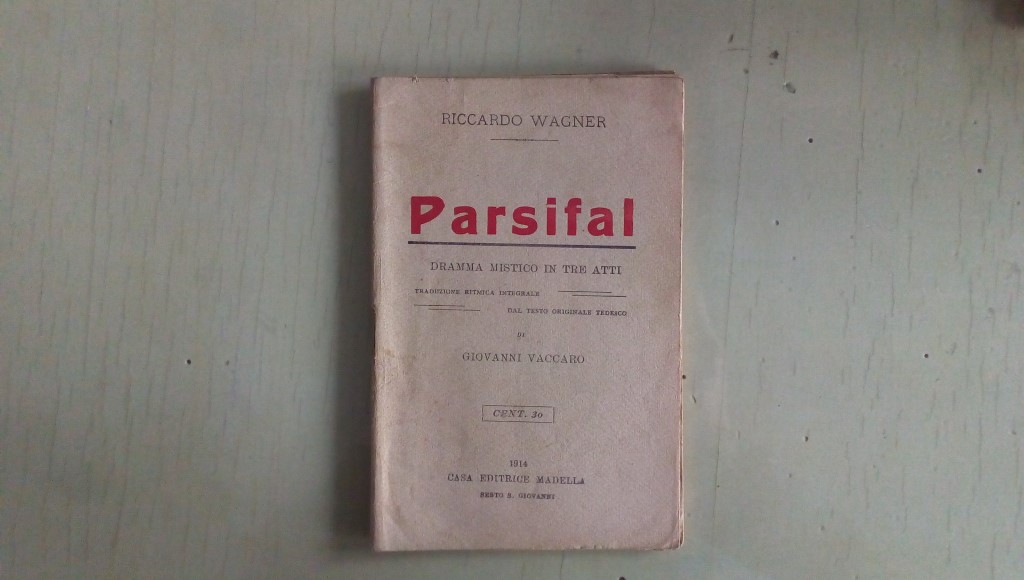 RICCARDO WAGNER
Parsifal
DRAMMA MISTICO IN TRE ATTI
TRADUZIONE RITMICA INTEGRALE
DAL TESTO ORIGINALE TEDESCO
DI
GIOVANNI VACCARO
CENT. 30
1914
CASA EDITRICE MADELLA
SESTO S. GIOVANNI